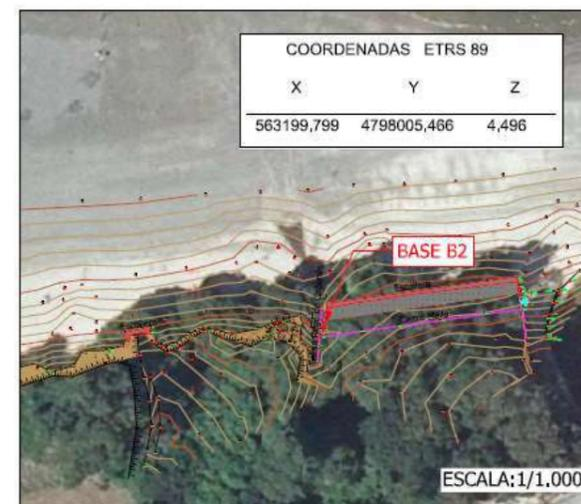 COORDENADAS ETRS 89
X Y Z
563199,799 4798005,466 4,496
BASE B2
ESCALA:1/1.000